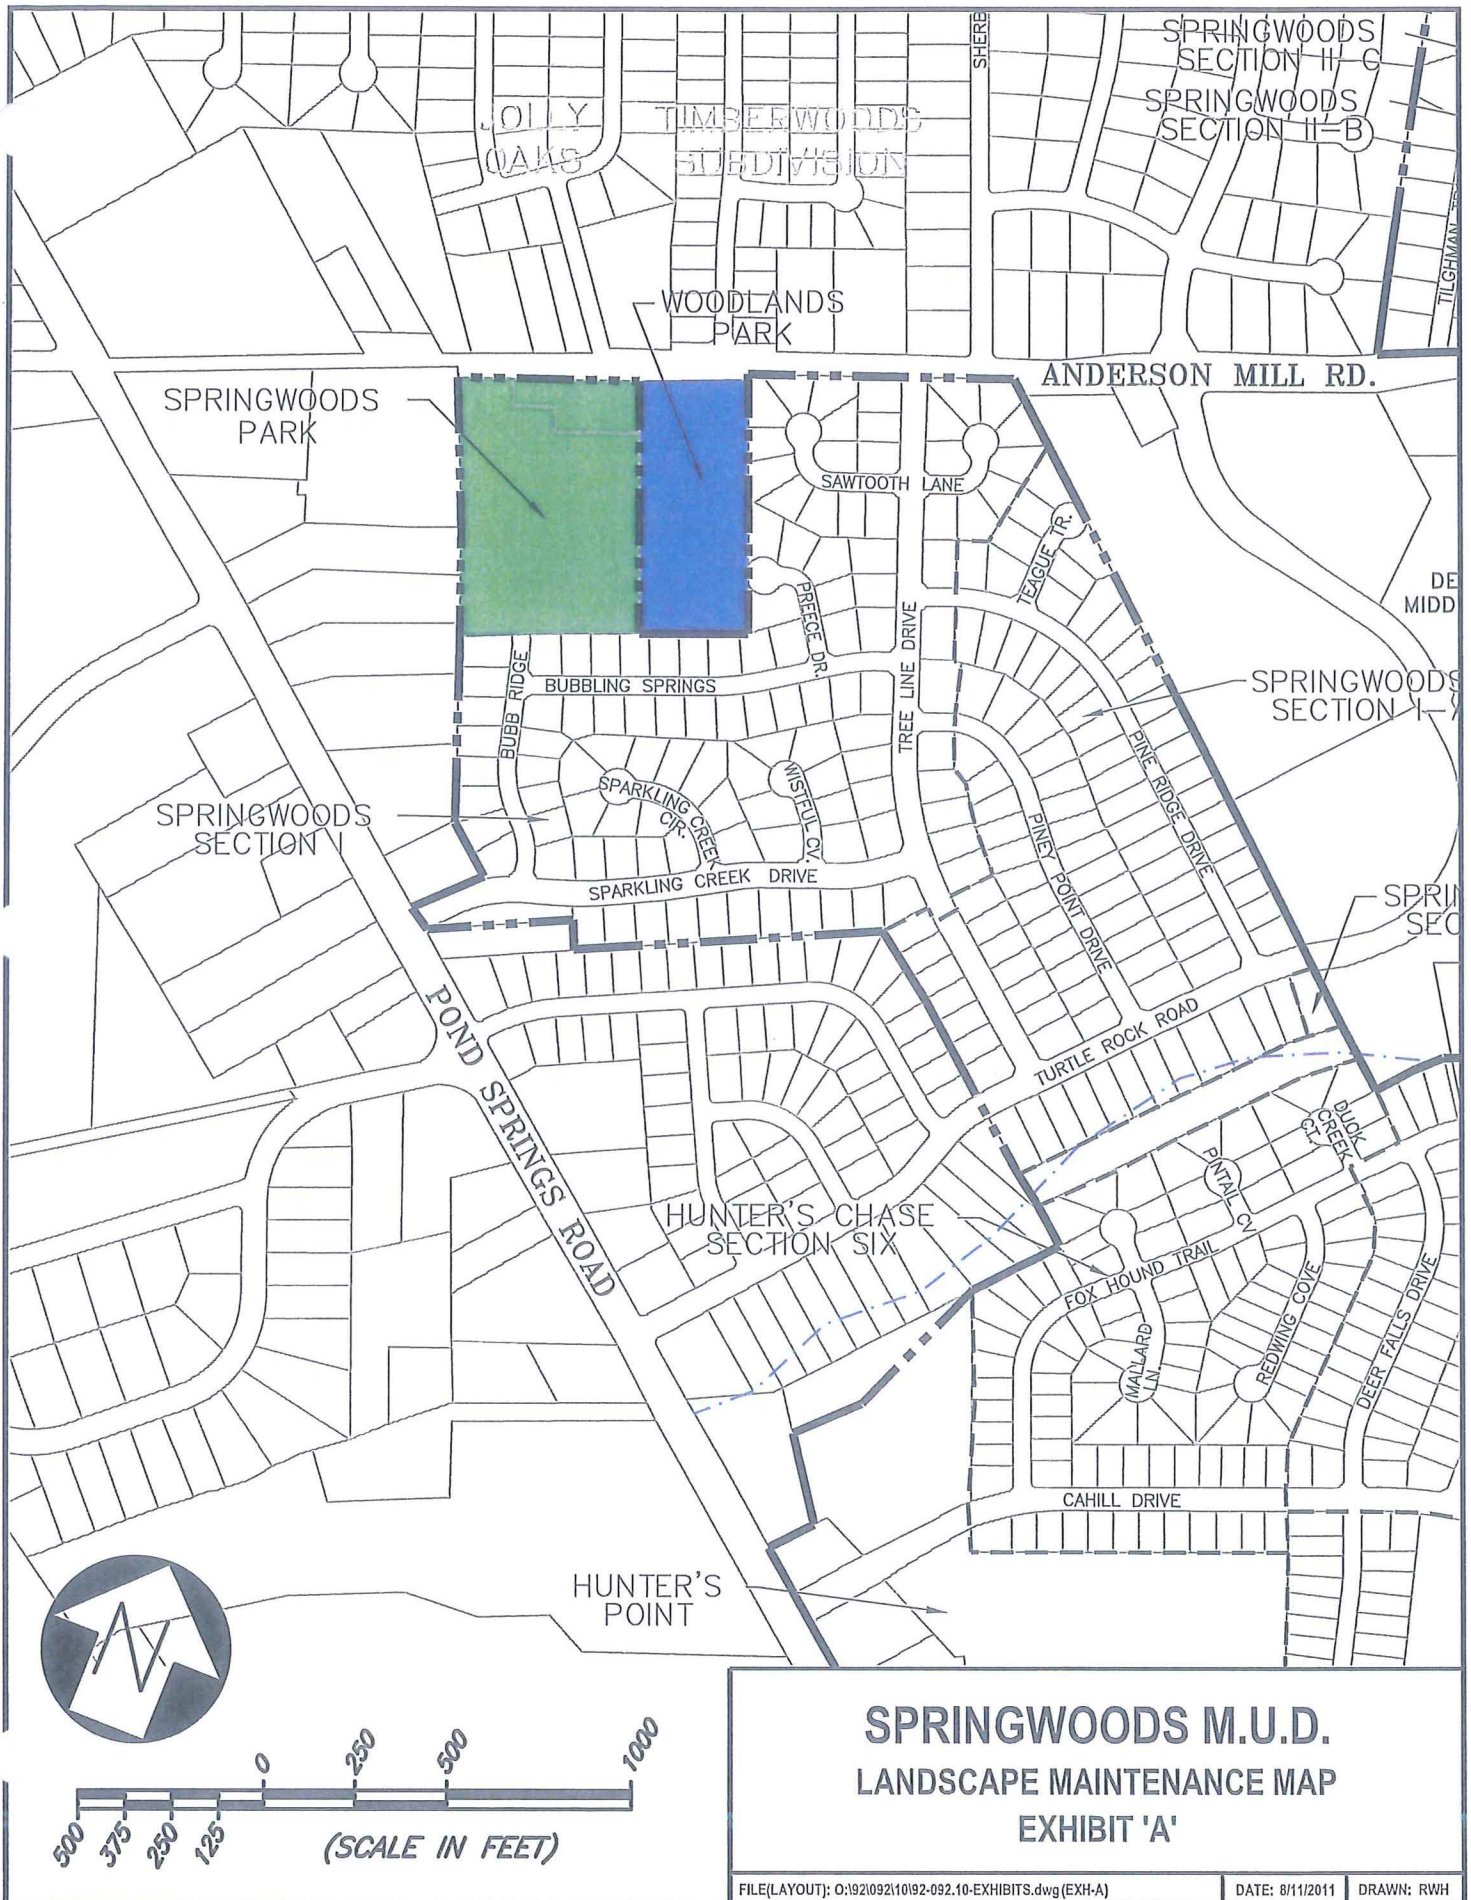 SHERB
SPRINGWOODS
SECTION II-C
SPRINGWOODS
SECTION II-B
JOLLY
OAKS
TIMBERWOODS
SUBDIVISION
TILGHMAN
WOODLANDS
PARK
ANDERSON MILL RD.
SPRINGWOODS
PARK
SAWTOOTH LANE
TEAGUE TR.
PREECE DR.
DE
MIDD
TREE LINE DRIVE
BUBB RIDGE
BUBBLING SPRINGS
SPRINGWOODS
SECTION I-
PINE RIDGE DRIVE
SPARKLING CREEK
CIR.
WISTFUL CV.
SPRINGWOODS
SECTION I
PINEY POINT DRIVE
SPARKLING CREEK DRIVE
SPRIN
SEC
POND SPRINGS ROAD
TURTLE ROCK ROAD
DUCK
CREEK
PINTAIL CV
HUNTER'S CHASE
SECTION SIX
FOX HOUND TRAIL
REDWING COVE
DEER FALLS DRIVE
MALLARD
LN.
CAHILL DRIVE
HUNTER'S
POINT
N
0 250 500 1000
500 375 250 125
(SCALE IN FEET)
SPRINGWOODS M.U.D.
LANDSCAPE MAINTENANCE MAP
EXHIBIT 'A'
FILE(LAYOUT): O:\92\092\10\92-092.10-EXHIBITS.dwg(EXH-A)
DATE: 8/11/2011
DRAWN: RWH